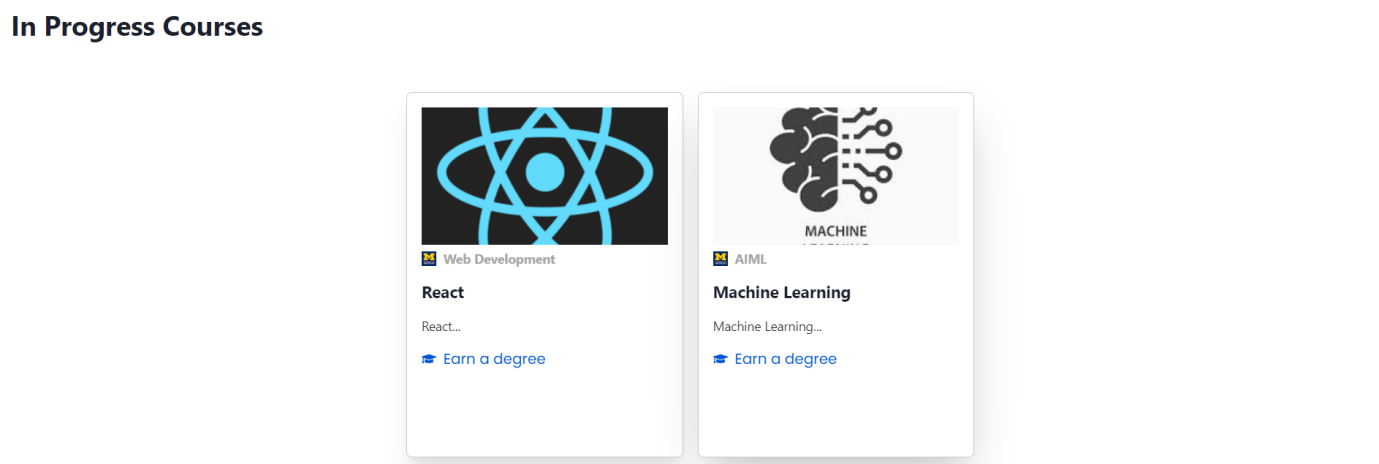 In Progress Courses
MACHINE
Web Development
AIML
React
Machine Learning
React...
Machine Learning...
Earn a degree
Earn a degree